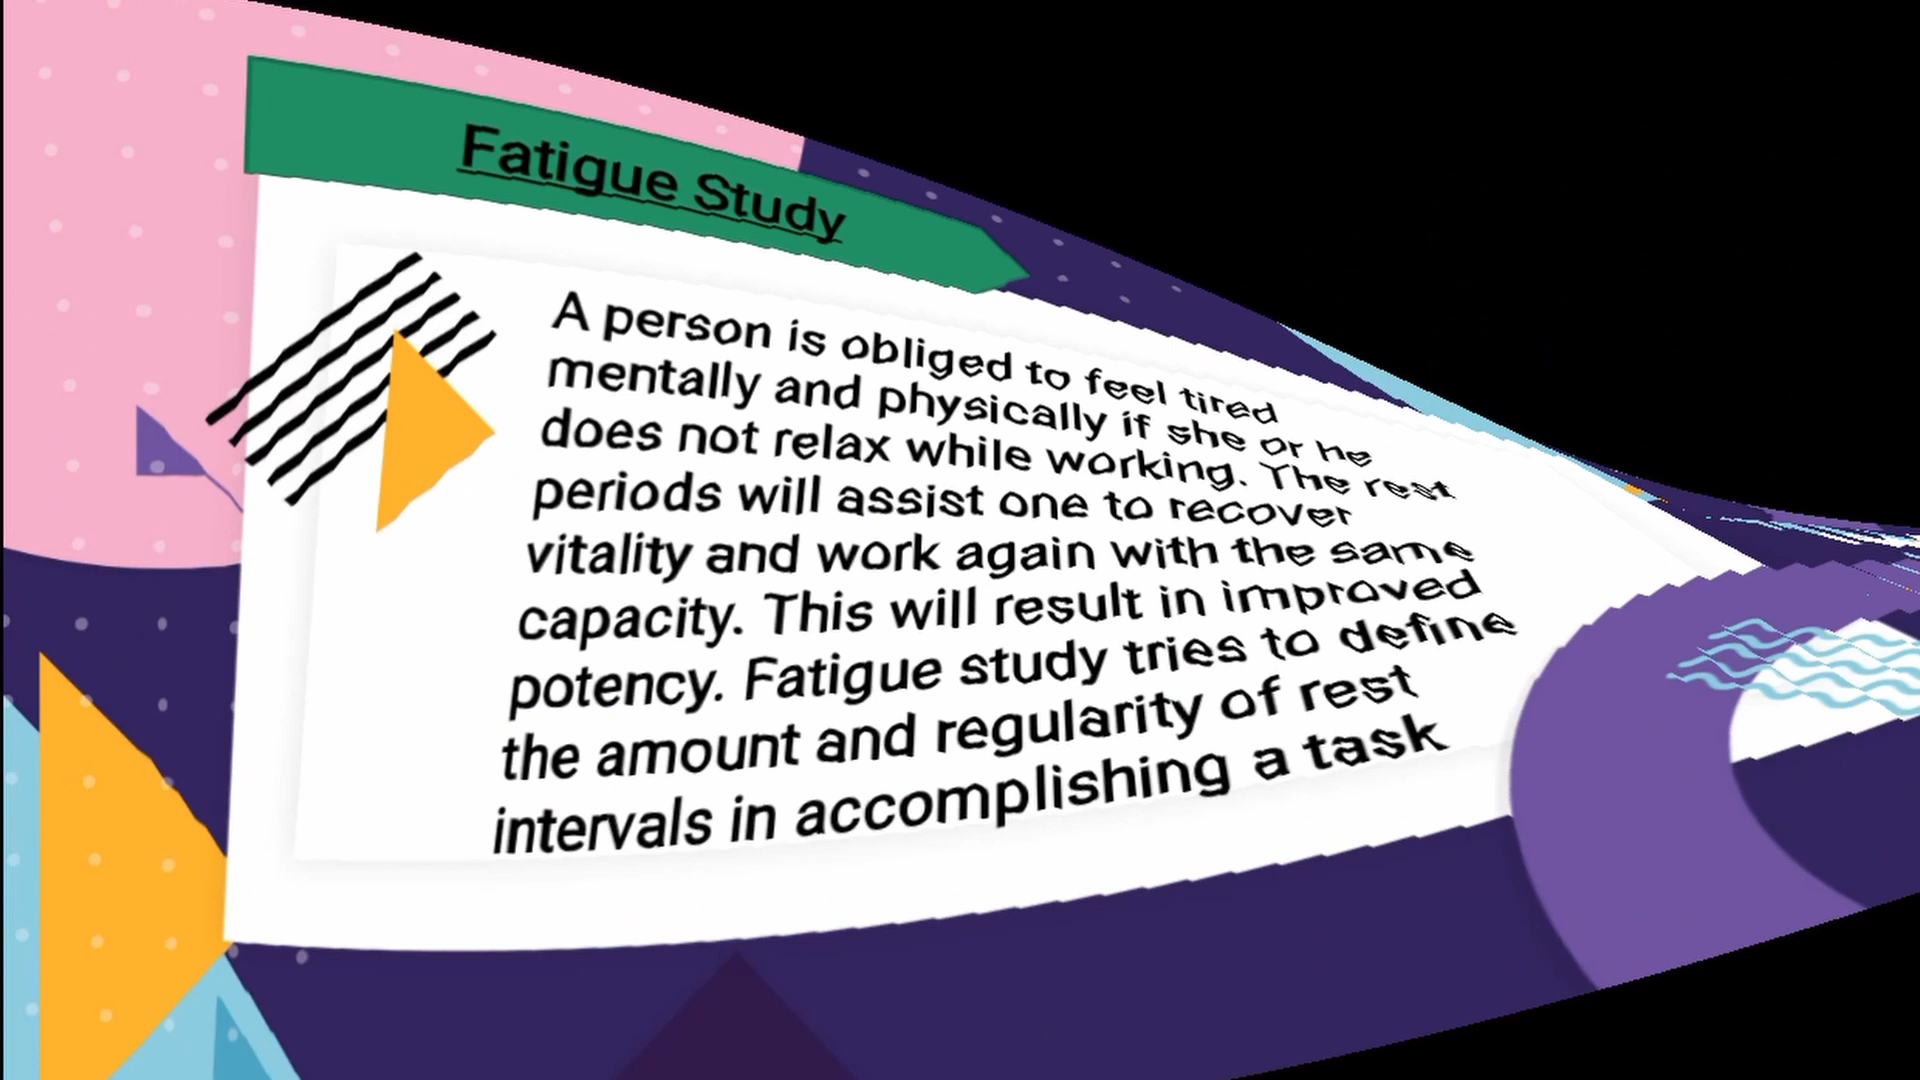 Fatigue Study
A person is obliged to feel tired
mentally and physically if she or he
does not relax while working. The rest
periods will assist one to recover
vitality and work again with the same
capacity. This will result in improved
potency. Fatigue study tries to define
the amount and regularity of rest
intervals in accomplishing a task